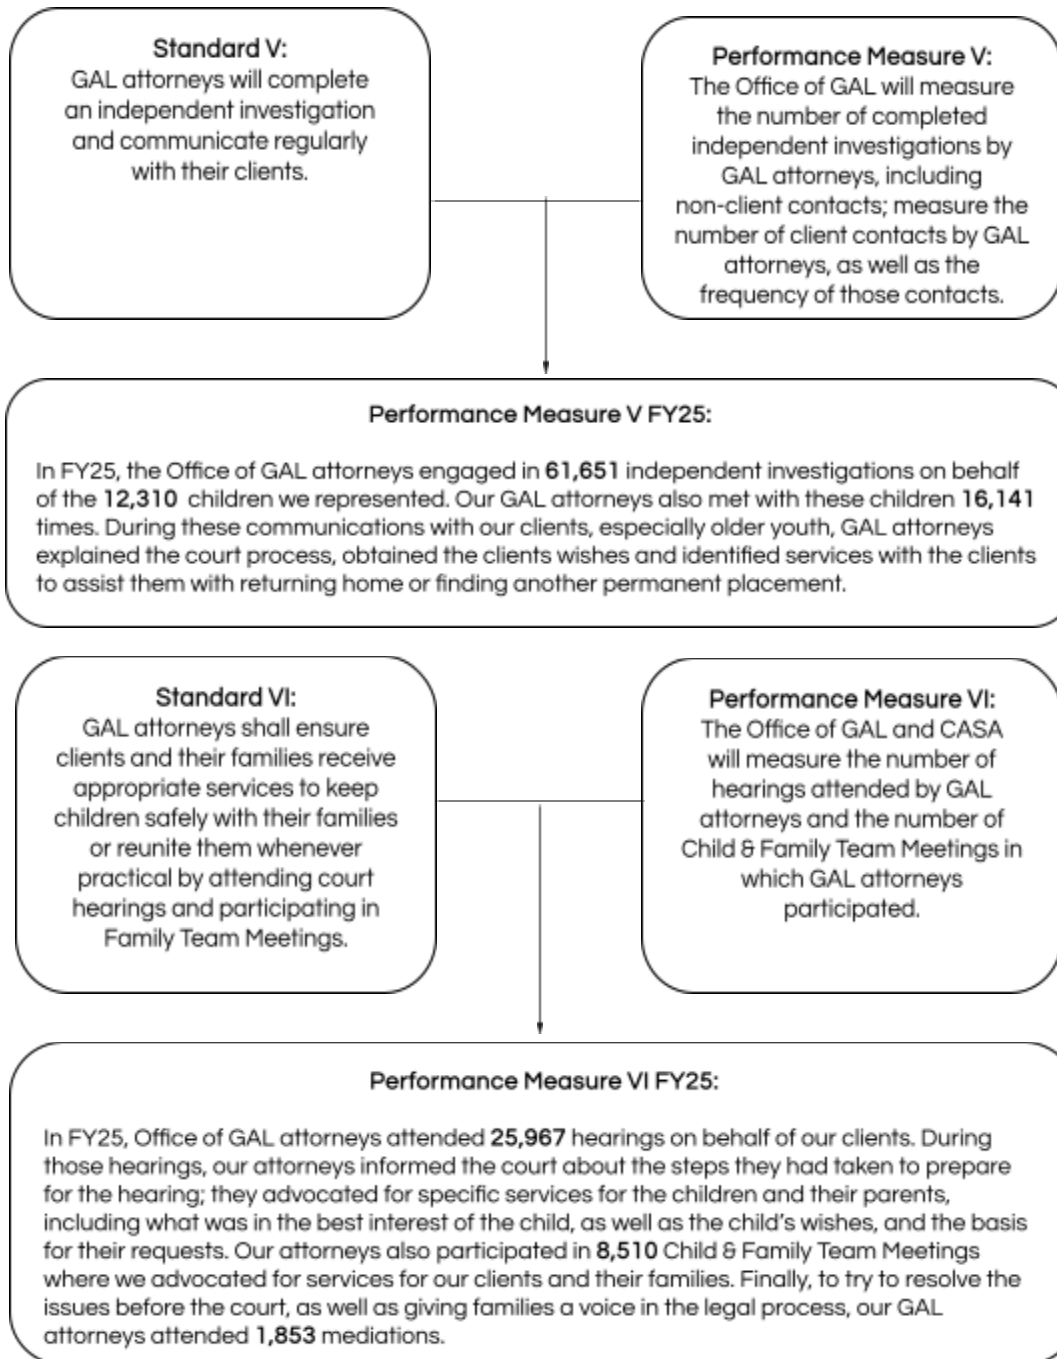 Standard V:
GAL attorneys will complete
an independent investigation
and communicate regularly
with their clients.
Performance Measure V:
The Office of GAL will measure
the number of completed
independent investigations by
GAL attorneys, including
non-client contacts; measure the
number of client contacts by GAL
attorneys, as well as the
frequency of those contacts.
Performance Measure V FY25:
In FY25, the Office of GAL attorneys engaged in 61,651 independent investigations on behalf
of the 12,310 children we represented. Our GAL attorneys also met with these children 16,141
times. During these communications with our clients, especially older youth, GAL attorneys
explained the court process, obtained the clients wishes and identified services with the clients
to assist them with returning home or finding another permanent placement.
Standard VI:
GAL attorneys shall ensure
clients and their families receive
appropriate services to keep
children safely with their families
or reunite them whenever
practical by attending court
hearings and participating in
Family Team Meetings.
Performance Measure VI:
The Office of GAL and CASA
will measure the number of
hearings attended by GAL
attorneys and the number of
Child & Family Team Meetings in
which GAL attorneys
participated.
Performance Measure VI FY25:
In FY25, Office of GAL attorneys attended 25,967 hearings on behalf of our clients. During
those hearings, our attorneys informed the court about the steps they had taken to prepare
for the hearing; they advocated for specific services for the children and their parents,
including what was in the best interest of the child, as well as the child's wishes, and the basis
for their requests. Our attorneys also participated in 8,510 Child & Family Team Meetings
where we advocated for services for our clients and their families. Finally, to try to resolve the
issues before the court, as well as giving families a voice in the legal process, our GAL
attorneys attended 1,853 mediations.